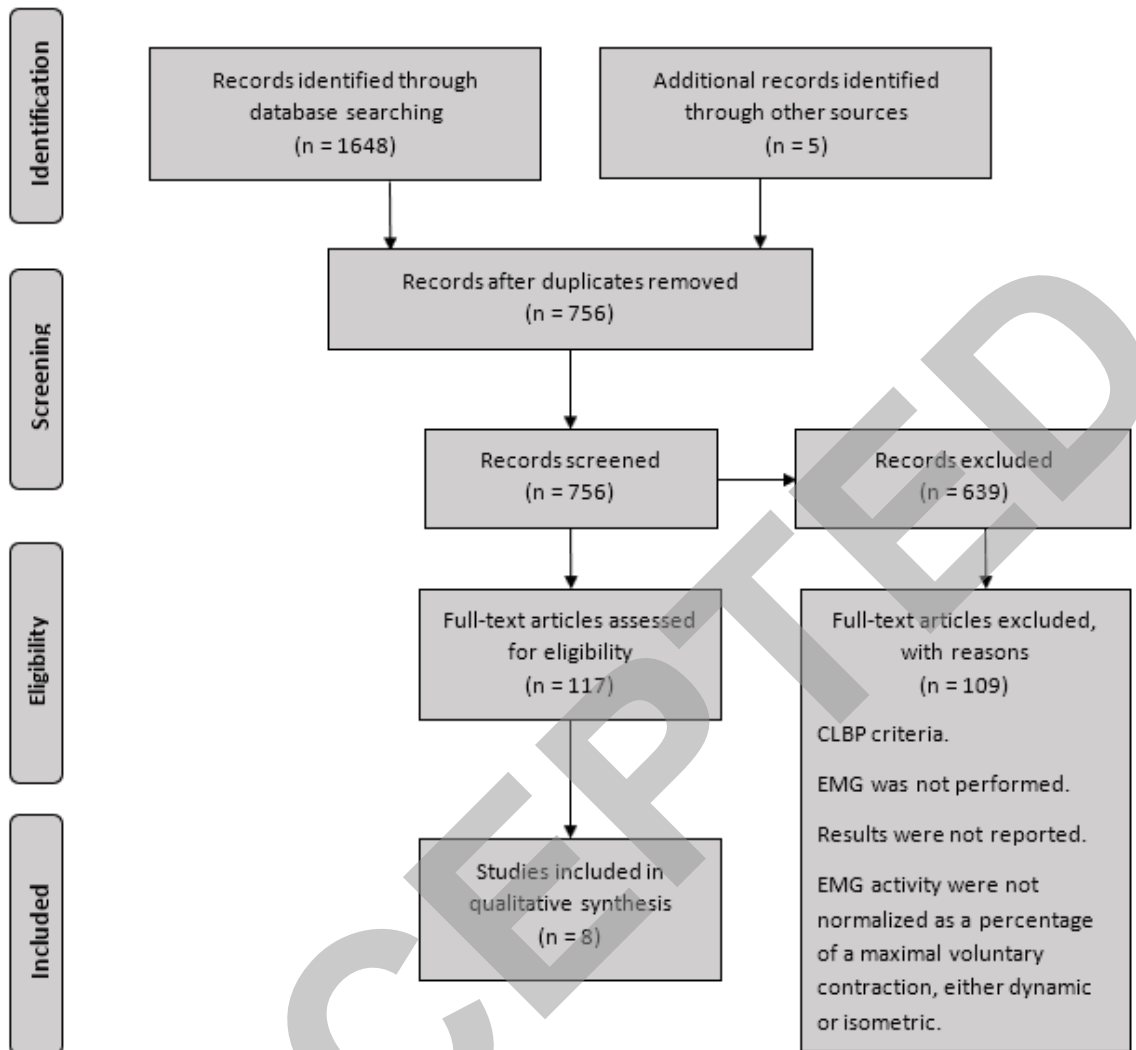 Identification
Records identified through
database searching
(n = 1648)
Additional records identified
through other sources
(n = 5)
Screening
Records after duplicates removed
(n = 756)
Records screened
(n = 756)
Records excluded
(n = 639)
Eligibility
Full-text articles assessed
for eligibility
(n = 117)
Full-text articles excluded,
with reasons
(n = 109)
CLBP criteria.
EMG was not performed.
Results were not reported.
EMG activity were not
normalized as a percentage
of a maximal voluntary
contraction, either dynamic
or isometric.
Included
Studies included in
qualitative synthesis
(n = 8)
CEPTED